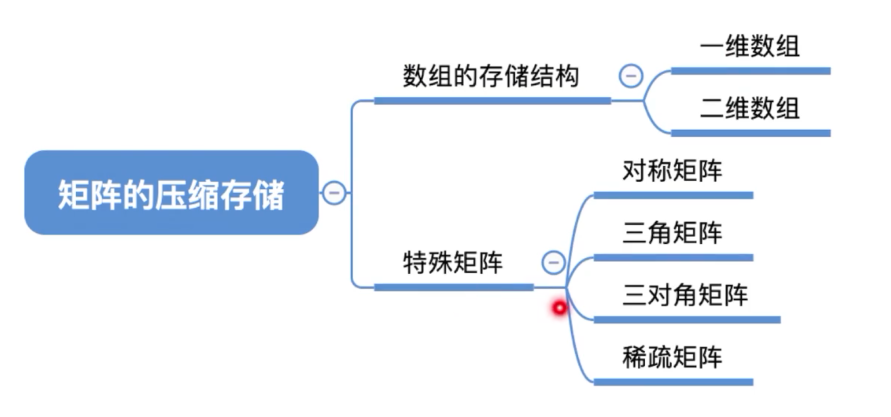 矩阵的压缩存储
数组的存储结构
一维数组
二维数组
特殊矩阵
对称矩阵
三角矩阵
三对角矩阵
稀疏矩阵